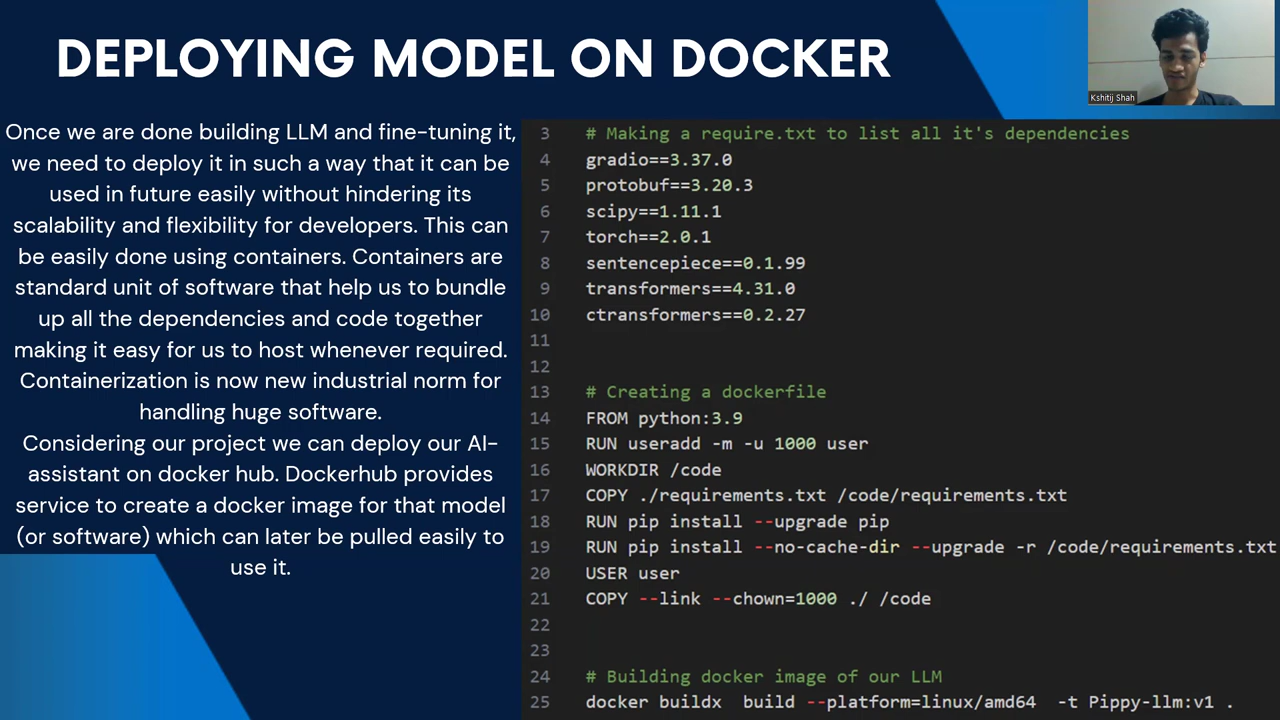 DEPLOYING MODEL ON DOCKER
Kshitij Shah
Once we are done building LLM and fine-tuning it,
we need to deploy it in such a way that it can be
used in future easily without hindering its
scalability and flexibility for developers. This can
be easily done using containers. Containers are
standard unit of software that help us to bundle
up all the dependencies and code together
making it easy for us to host whenever required.
Containerization is now new industrial norm for
handling huge software.
Considering our project we can deploy our AI-
assistant on docker hub. Dockerhub provides
service to create a docker image for that model
(or software) which can later be pulled easily to
use it.
3 # Making a require.txt to list all it's dependencies
4 gradio==3.37.0
5 protobuf==3.20.3
6 scipy==1.11.1
7 torch==2.0.1
8 sentencepiece==0.1.99
9 transformers==4.31.0
10 ctransformers==0.2.27
11
12
13 # Creating a dockerfile
14 FROM python:3.9
15 RUN useradd -m -u 1000 user
16 WORKDIR /code
17 COPY ./requirements.txt /code/requirements.txt
18 RUN pip install --upgrade pip
19 RUN pip install --no-cache-dir --upgrade -r /code/requirements.txt
20 USER user
21 COPY --link --chown=1000 ./ /code
22
23
24 # Building docker image of our LLM
25 docker buildx  build --platform=linux/amd64  -t Pippy-llm:v1 .